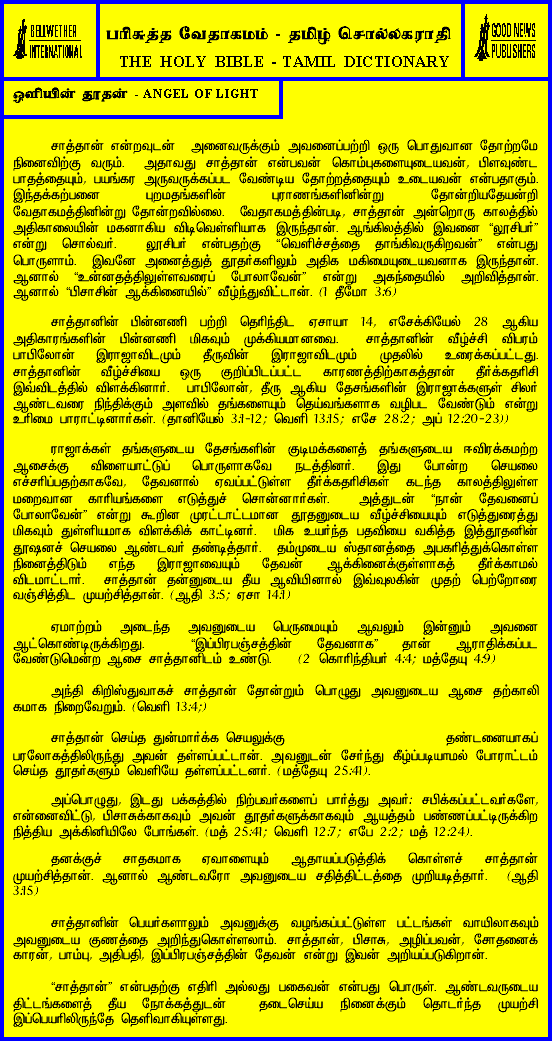 BELLWETHER
INTERNATIONAL
பரிசுத்த வேதாகமம் - தமிழ் சொல்லகராதி
THE HOLY BIBLE - TAMIL DICTIONARY
GOOD NEWS
PUBLISHERS
ஒளியின் தூதன் - ANGEL OF LIGHT
சாத்தான் என்றவுடன் அனைவருக்கும் அவனைப்பற்றி ஒரு பொதுவான தோற்றமே
நினைவிற்கு வரும். அதாவது சாத்தான் என்பவன் கொம்புகளையுடையவன், பிளவுண்ட
பாதத்தையும், பயங்கர அருவருக்கப்பட வேண்டிய தோற்றத்தையும் உடையவன் என்பதாகும்.
இந்தக்கற்பனை புறமதங்களின் புராணங்களினின்று தோன்றியதேயன்றி
வேதாகமத்தினின்று தோன்றவில்லை. வேதாகமத்தின்படி, சாத்தான் அன்றொரு காலத்தில்
அதிகாலையின் மகனாகிய விடிவெள்ளியாக இருந்தான். ஆங்கிலத்தில் இவனை “லூசிபர்”
என்று சொல்வர். லூசிபர் என்பதற்கு “வெளிச்சத்தை தாங்கிவருகிறவன்” என்பது
பொருளாம். இவனே அனைத்துத் தூதர்களிலும் அதிக மகிமையுடையவனாக இருந்தான்.
ஆனால் “உன்னதத்திலுள்ளவரைப் போலாவேன்” என்று அகந்தையில் அறிவித்தான்.
ஆனால் “பிசாசின் ஆக்கினையில்” வீழ்ந்துவிட்டான். (1 தீமோ 3:6)
சாத்தானின் பின்னணி பற்றி தெரிந்திட ஏசாயா 14, எசேக்கியேல் 28 ஆகிய
அதிகாரங்களின் பின்னணி மிகவும் முக்கியமானவை. சாத்தானின் வீழ்ச்சி விபரம்
பாபிலோன் இராஜாவிடமும் தீருவின் இராஜாவிடமும் முதலில் உரைக்கப்பட்டது.
சாத்தானின் வீழ்ச்சியை ஒரு குறிப்பிடப்பட்ட காரணத்திற்காகத்தான் தீர்க்கதரிசி
இவ்விடத்தில் விளக்கினார். பாபிலோன், தீரு ஆகிய தேசங்களின் இராஜாக்களுள் சிலர்
ஆண்டவரை நிந்திக்கும் அளவில் தங்களையும் தெய்வங்களாக வழிபட வேண்டும் என்று
உரிமை பாராட்டினார்கள். (தானியேல் 3:1-12; வெளி 13:15; எசே 28:2; அப் 12:20-23))
ராஜாக்கள் தங்களுடைய தேசங்களின் குடிமக்களைத் தங்களுடைய ஈவிரக்கமற்ற
ஆசைக்கு விளையாட்டுப் பொருளாகவே நடத்தினர். இது போன்ற செயலை
எச்சரிப்பதற்காகவே, தேவனால் ஏவப்பட்டுள்ள தீர்க்கதரிசிகள் கடந்த காலத்திலுள்ள
மறைவான காரியங்களை எடுத்துச் சொன்னார்கள். அத்துடன் “நான் தேவனைப்
போலாவேன்” என்று கூறின முரட்டாட்டமான தூதனுடைய வீழ்ச்சியையும் எடுத்துரைத்து
மிகவும் துள்ளியமாக விளக்கிக் காட்டினர். மிக உயர்ந்த பதவியை வகித்த இத்தூதனின்
தூஷனச் செயலை ஆண்டவர் தண்டித்தார். தம்முடைய ஸ்தானத்தை அபகரித்துக்கொள்ள
நினைத்திடும் எந்த இராஜாவையும் தேவன் ஆக்கினைக்குள்ளாகத் தீர்க்காமல்
விடமாட்டார். சாத்தான் தன்னுடைய தீய ஆவியினால் இவ்வுலகின் முதற் பெற்றோரை
வஞ்சித்திட முயற்சித்தான். (ஆதி 3:5; ஏசா 14:1)
ஏமாற்றம் அடைந்த அவனுடைய பெருமையும் ஆவலும் இன்னும் அவனை
ஆட்கொண்டிருக்கிறது. “இப்பிரபஞ்சத்தின் தேவனாக” தான் ஆராதிக்கப்பட
வேண்டுமென்ற ஆசை சாத்தானிடம் உண்டு. (2 கொரிந்தியர் 4:4; மத்தேயு 4:9)
அந்தி கிறிஸ்துவாகச் சாத்தான் தோன்றும் பொழுது அவனுடைய ஆசை தற்காலி
கமாக நிறைவேறும். (வெளி 13:4;)
சாத்தான் செய்த துன்மார்க்க செயலுக்கு தண்டனையாகப்
பரலோகத்திலிருந்து அவன் தள்ளப்பட்டான். அவனுடன் சேர்ந்து கீழ்ப்படியாமல் போராட்டம்
செய்த தூதர்களும் வெளியே தள்ளப்பட்டனர். (மத்தேயு 25:41).
அப்பொழுது, இடது பக்கத்தில் நிற்பவர்களைப் பார்த்து அவர்: சபிக்கப்பட்டவர்களே,
என்னைவிட்டு, பிசாசுக்காகவும் அவன் தூதர்களுக்காகவும் ஆயத்தம் பண்ணப்பட்டிருக்கிற
நித்திய அக்கினியிலே போங்கள். (மத் 25:41; வெளி 12:7; எபே 2:2; மத் 12:24).
தனக்குச் சாதகமாக ஏவாளையும் ஆதாயப்படுத்திக் கொள்ளச் சாத்தான்
முயற்சித்தான். ஆனால் ஆண்டவரோ அவனுடைய சதித்திட்டத்தை முறியடித்தார். (ஆதி
3:15)
சாத்தானின் பெயர்களாலும் அவனுக்கு வழங்கப்பட்டுள்ள பட்டங்கள் வாயிலாகவும்
அவனுடைய குணத்தை அறிந்துகொள்ளலாம். சாத்தான், பிசாசு, அழிப்பவன், சோதனைக்
காரன், பாம்பு, அதிபதி, இப்பிரபஞ்சத்தின் தேவன் என்று இவன் அறியப்படுகிறான்.
“சாத்தான்” என்பதற்கு எதிரி அல்லது பகைவன் என்பது பொருள். ஆண்டவருடைய
திட்டங்களைத் தீய நோக்கத்துடன் தடைசெய்ய நினைக்கும் தொடர்ந்த முயற்சி
இப்பெயரிலிருந்தே தெளிவாகியுள்ளது.